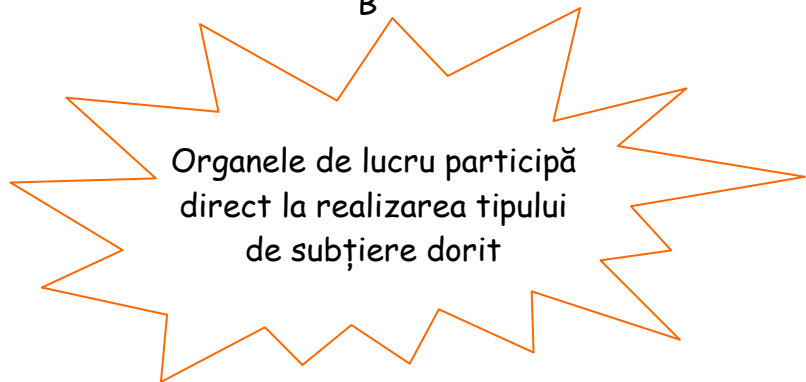 B
Organele de lucru participă
direct la realizarea tipului
de subțiere dorit